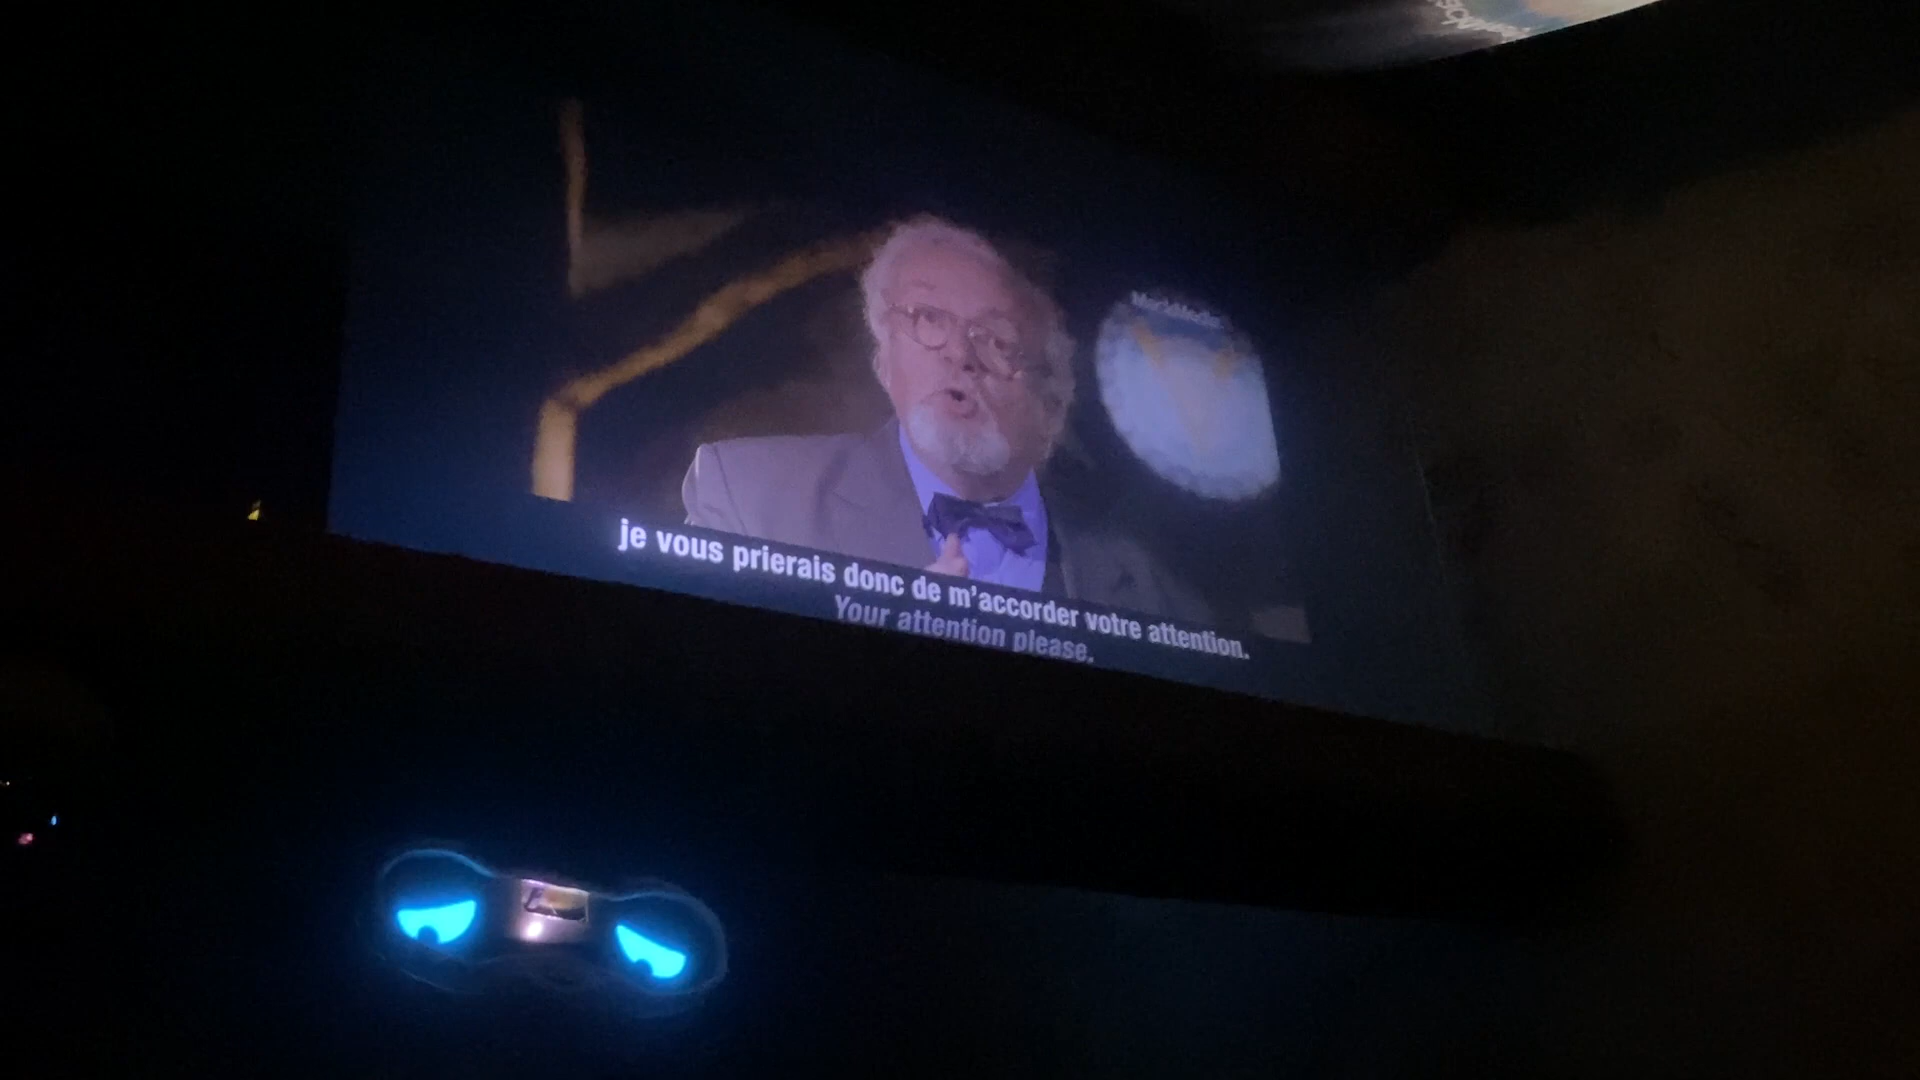 je vous prierais donc de m'accorder votre attention.
Your attention please.